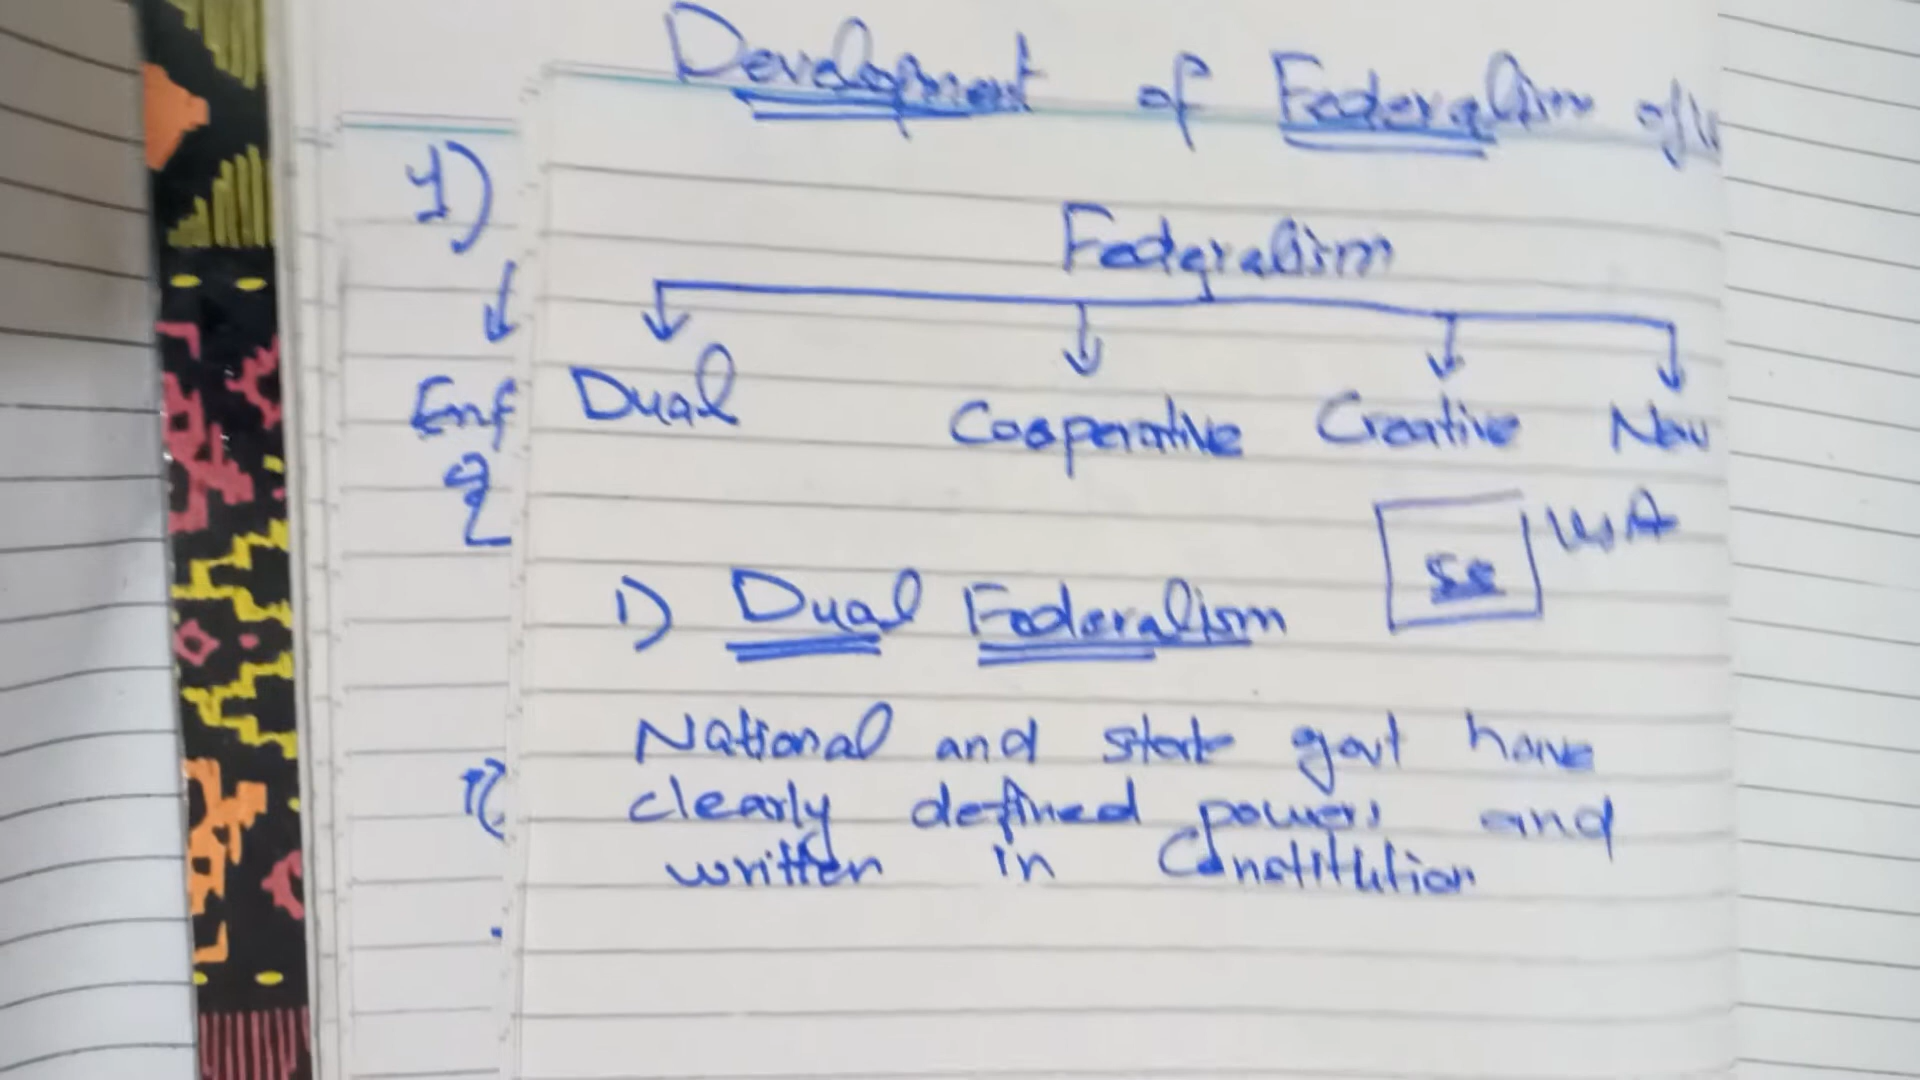 Development of Federalism of
1)
Federalism
Enf
Dual Cooperative Creative New
USA
1) Dual Federalism
National and state govt have
clearly defined powers and
written in Constitution